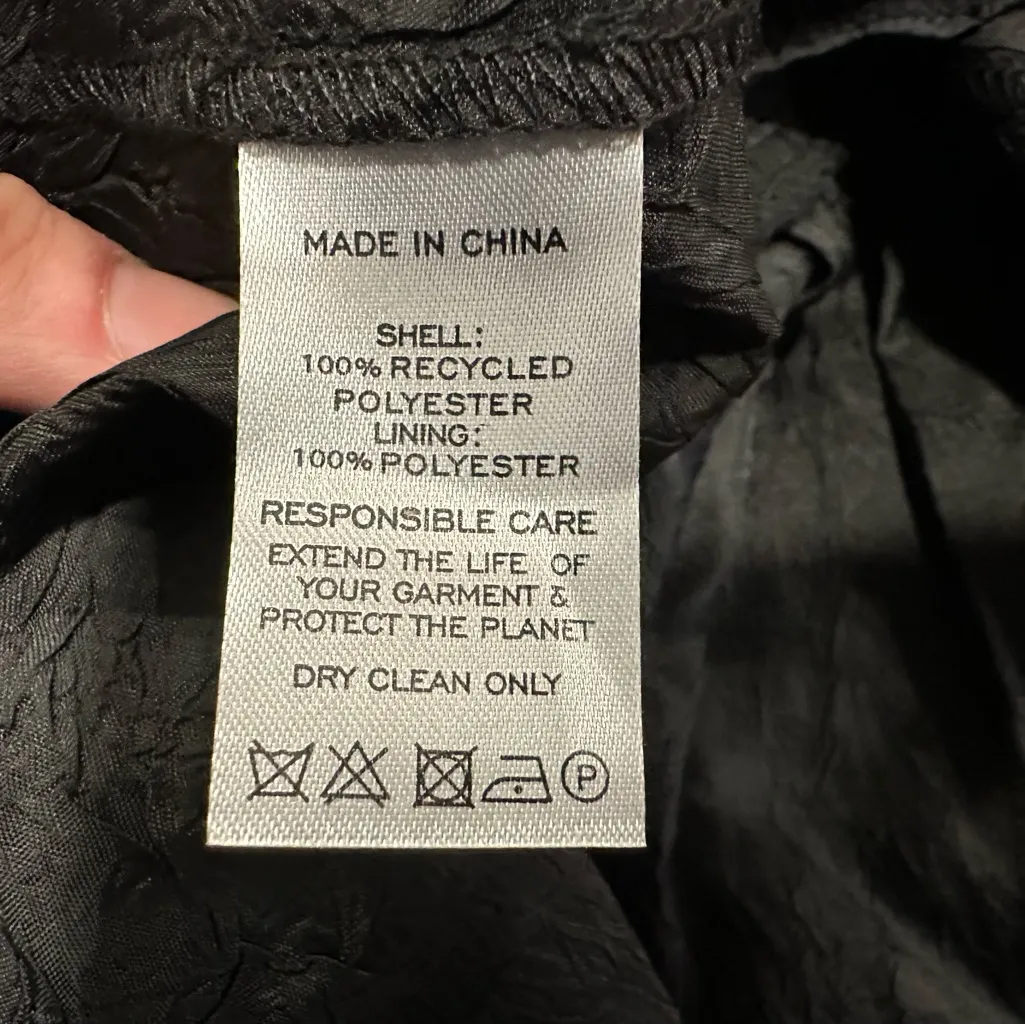 MADE IN CHINA
SHELL:
100% RECYCLED
POLYESTER
LINING:
100% POLYESTER
RESPONSIBLE CARE
EXTEND THE LIFE OF
YOUR GARMENT &
PROTECT THE PLANET
DRY CLEAN ONLY
P